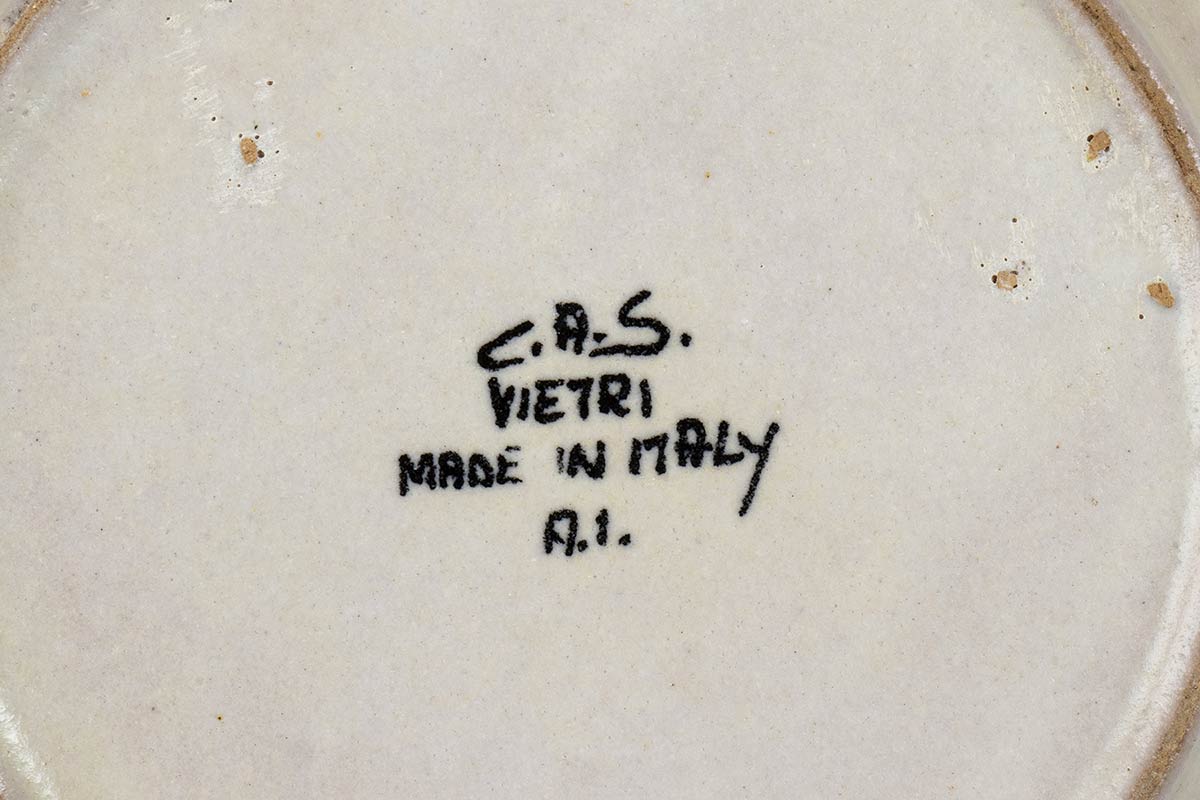 C.A.S.
VIETRI
MADE IN ITALY
A.I.